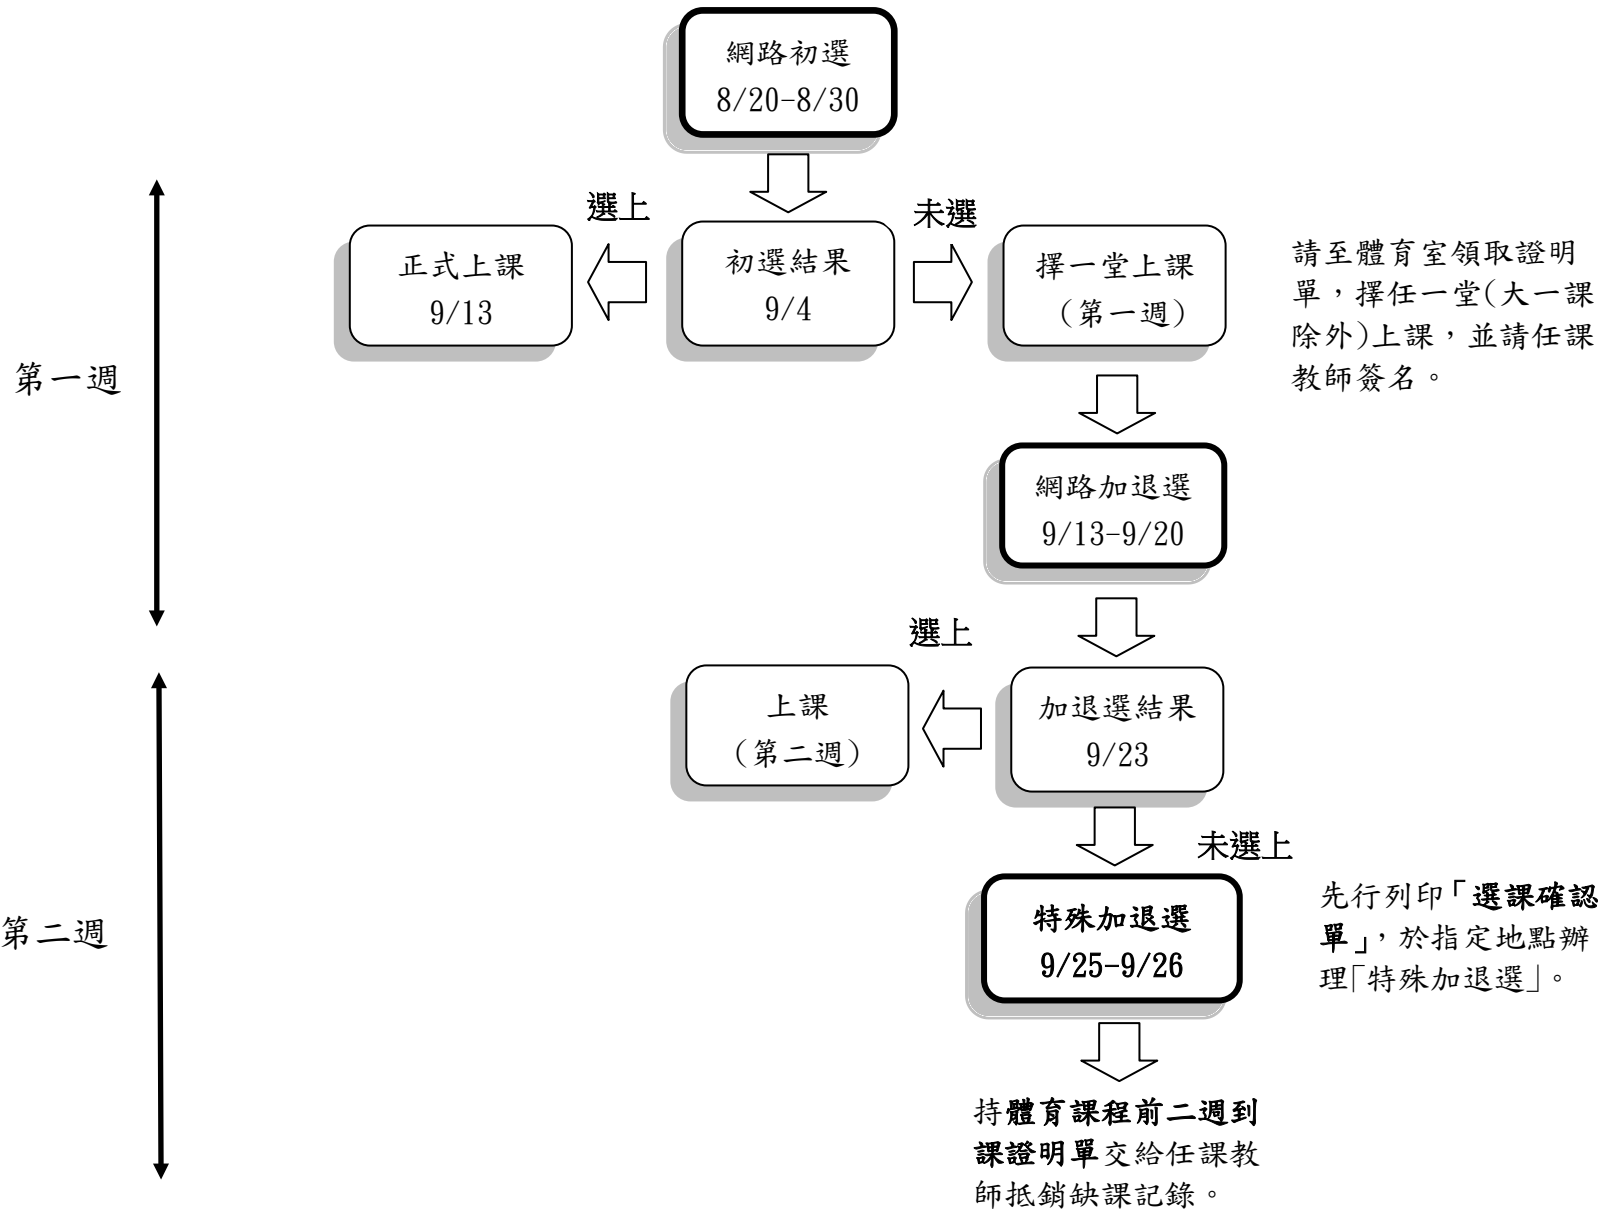 網路初選
8/20-8/30
選上
未選
正式上課
9/13
初選結果
9/4
擇一堂上課
(第一週)
請至體育室領取證明
單，擇任一堂(大一課
除外)上課，並請任課
教師簽名。
第一週
網路加退選
9/13-9/20
選上
上課
(第二週)
加退選結果
9/23
未選上
第二週
特殊加退選
9/25-9/26
先行列印「選課確認
單」，於指定地點辦
理「特殊加退選」。
持體育課程前二週到
課證明單交給任課教
師抵銷缺課記錄。